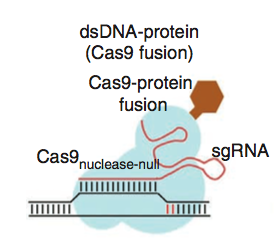 dsDNA-protein
(Cas9 fusion)
Cas9-protein
fusion
sgRNA
Cas9nuclease-null